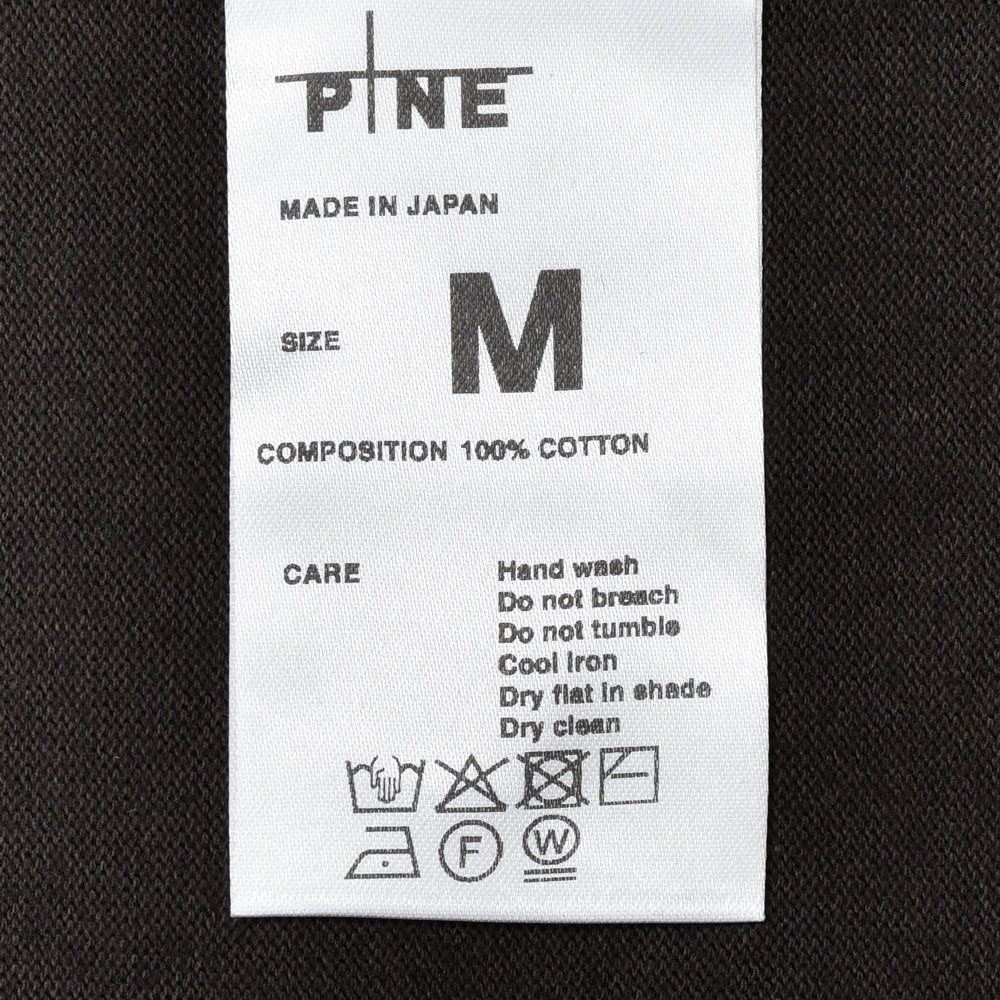 PINE
MADE IN JAPAN
SIZE M
COMPOSITION 100% COTTON
CARE Hand wash
Do not breach
Do not tumble
Cool iron
Dry flat in shade
Dry clean
F W